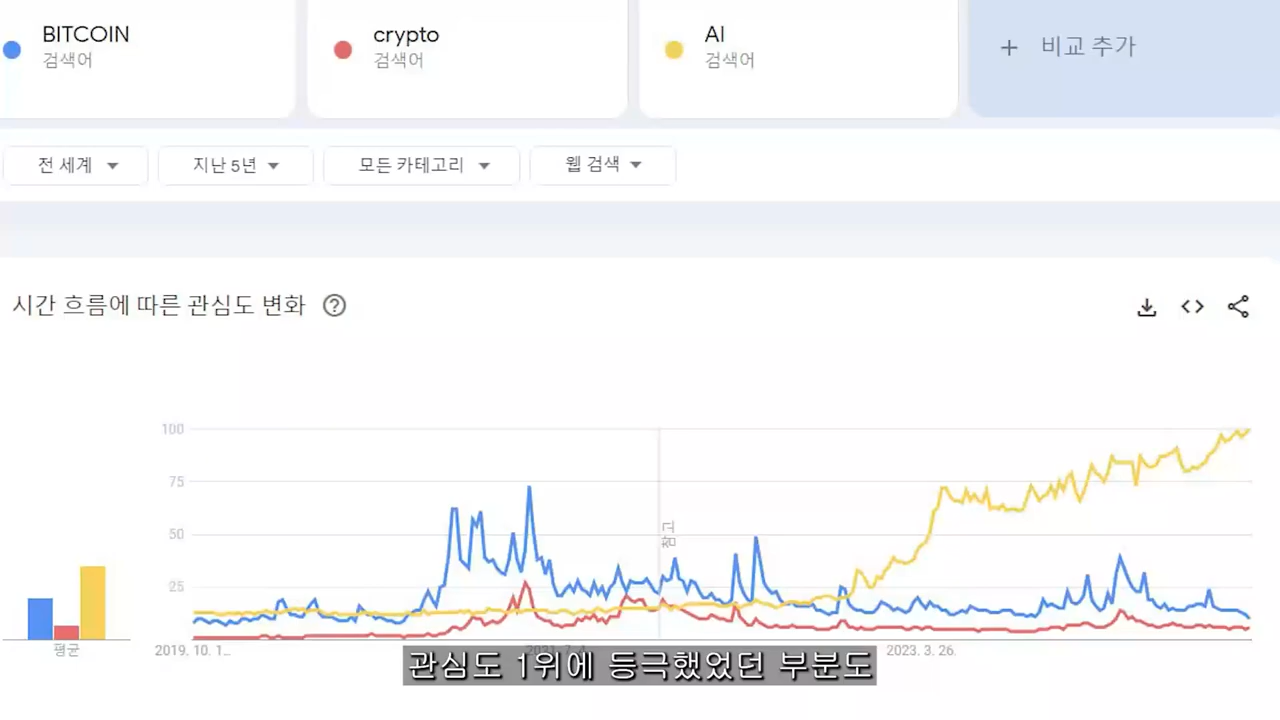 BITCOIN
검색어
crypto
검색어
AI
검색어
+ 비교 추가
전 세계
지난 5년
모든 카테고리
웹 검색
시간 흐름에 따른 관심도 변화
100
75
50
25
참고
평균
2019. 10. 1...
2023. 3. 26.
관심도 1위에 등극했었던 부분도